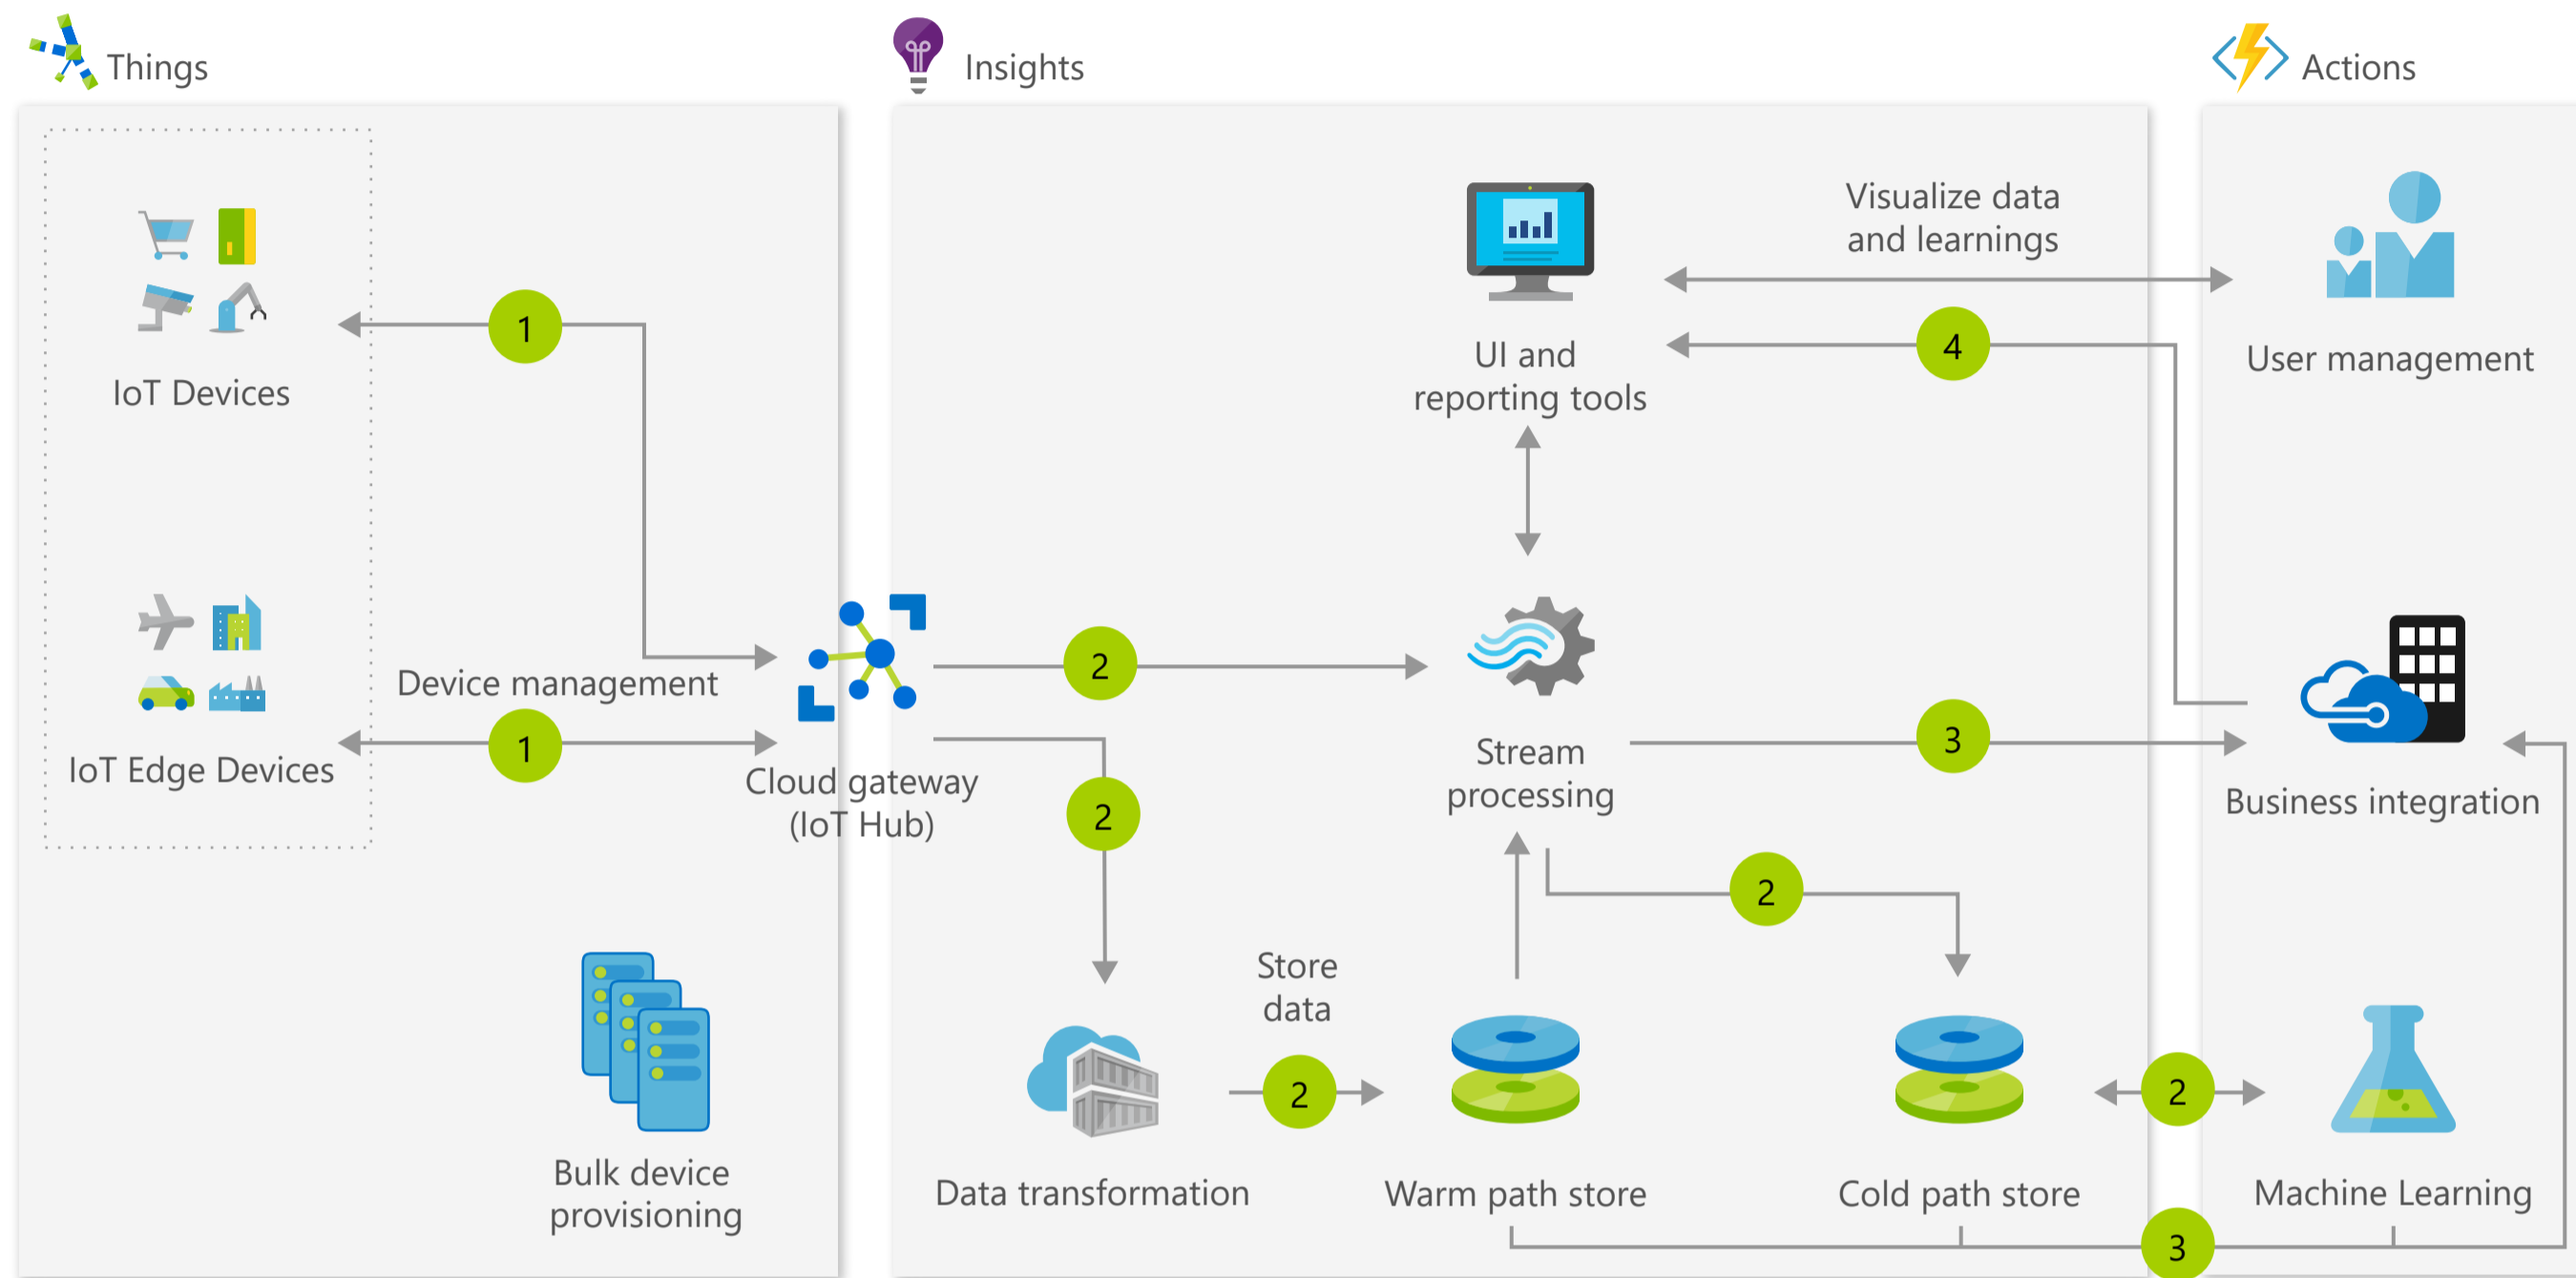 Things
Insights
Actions
IoT Devices
1
Device management
1
IoT Edge Devices
Cloud gateway
(IoT Hub)
Bulk device
provisioning
2
2
UI and
reporting tools
Visualize data
and learnings
4
User management
Stream
processing
3
Business integration
2
Store
data
2
Data transformation
Warm path store
Cold path store
2
Machine Learning
3